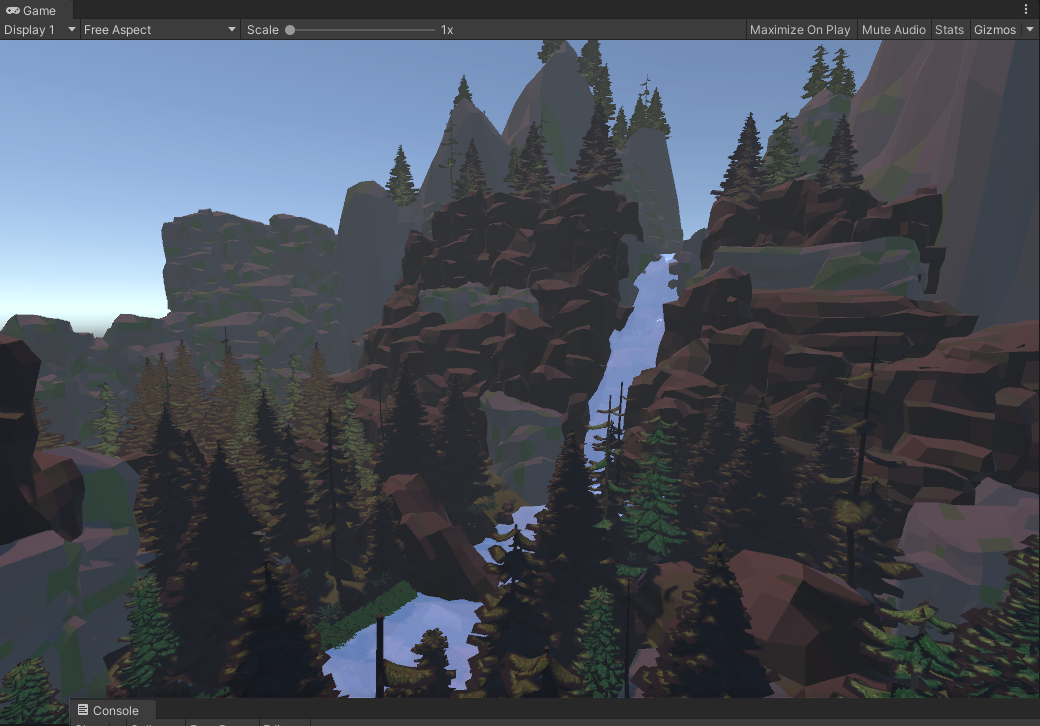 Game
Display 1 Free Aspect Scale 1x Maximize On Play Mute Audio Stats Gizmos
Console